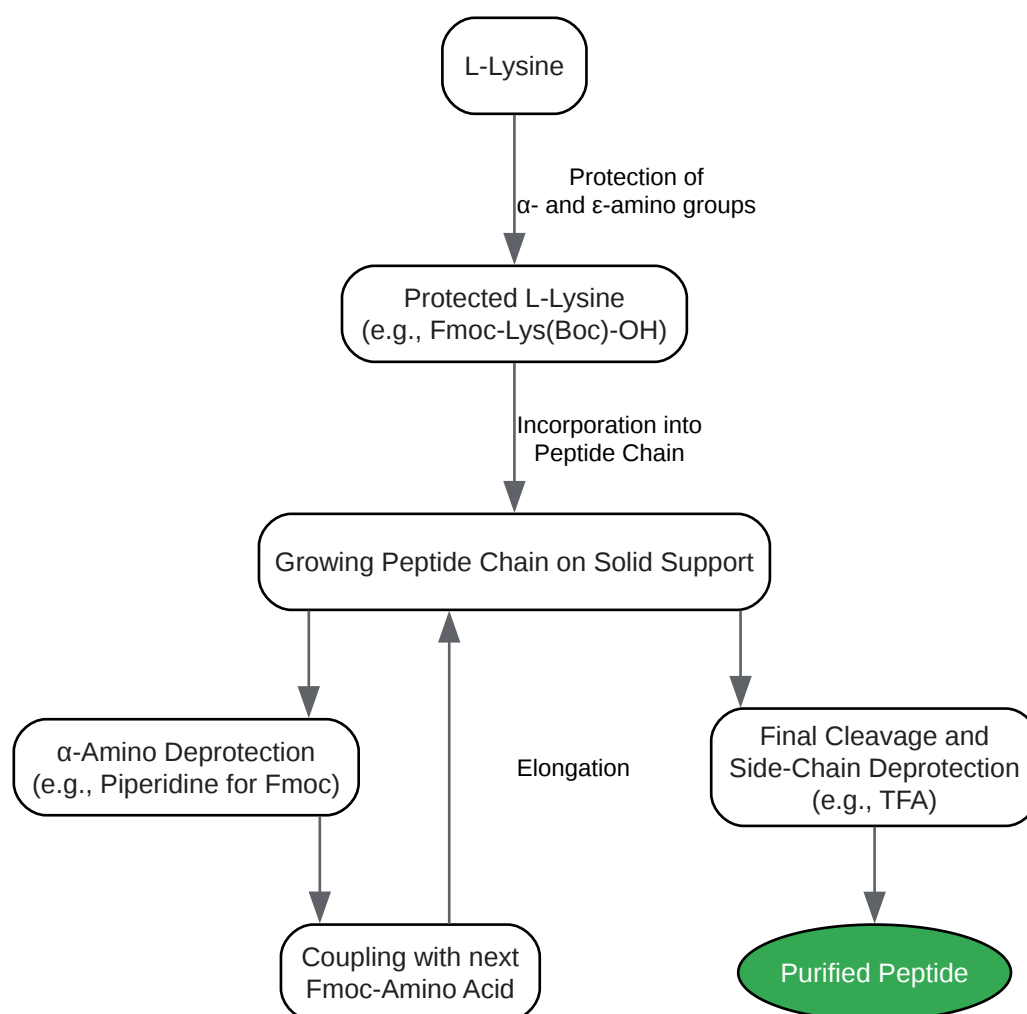 L-Lysine
Protection of
α- and ε-amino groups
Protected L-Lysine
(e.g., Fmoc-Lys(Boc)-OH)
Incorporation into
Peptide Chain
Growing Peptide Chain on Solid Support
α-Amino Deprotection
(e.g., Piperidine for Fmoc)
Elongation
Final Cleavage and
Side-Chain Deprotection
(e.g., TFA)
Coupling with next
Fmoc-Amino Acid
Purified Peptide